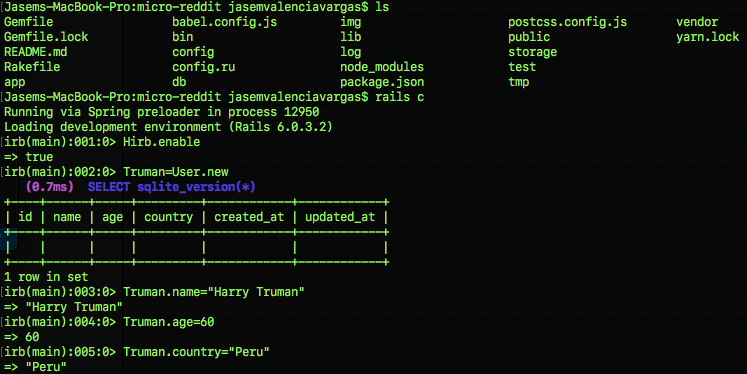 [Jasems-MacBook-Pro:micro-reddit jasemvalenciavargas$ ls
Gemfile babel.config.js img postcss.config.js vendor
Gemfile.lock bin lib public yarn.lock
README.md config log storage
Rakefile config.ru node_modules test
app db package.json tmp
[Jasems-MacBook-Pro:micro-reddit jasemvalenciavargas$ rails c
Running via Spring preloader in process 12950
Loading development environment (Rails 6.0.3.2)
[irb(main):001:0> Hirb.enable
=> true
[irb(main):002:0> Truman=User.new
(0.7ms) SELECT sqlite_version(*)
+----+------+-----+---------+------------+------------+
| id | name | age | country | created_at | updated_at |
+----+------+-----+---------+------------+------------+
| | | | | | |
+----+------+-----+---------+------------+------------+
1 row in set
[irb(main):003:0> Truman.name="Harry Truman"
=> "Harry Truman"
[irb(main):004:0> Truman.age=60
=> 60
[irb(main):005:0> Truman.country="Peru"
=> "Peru"